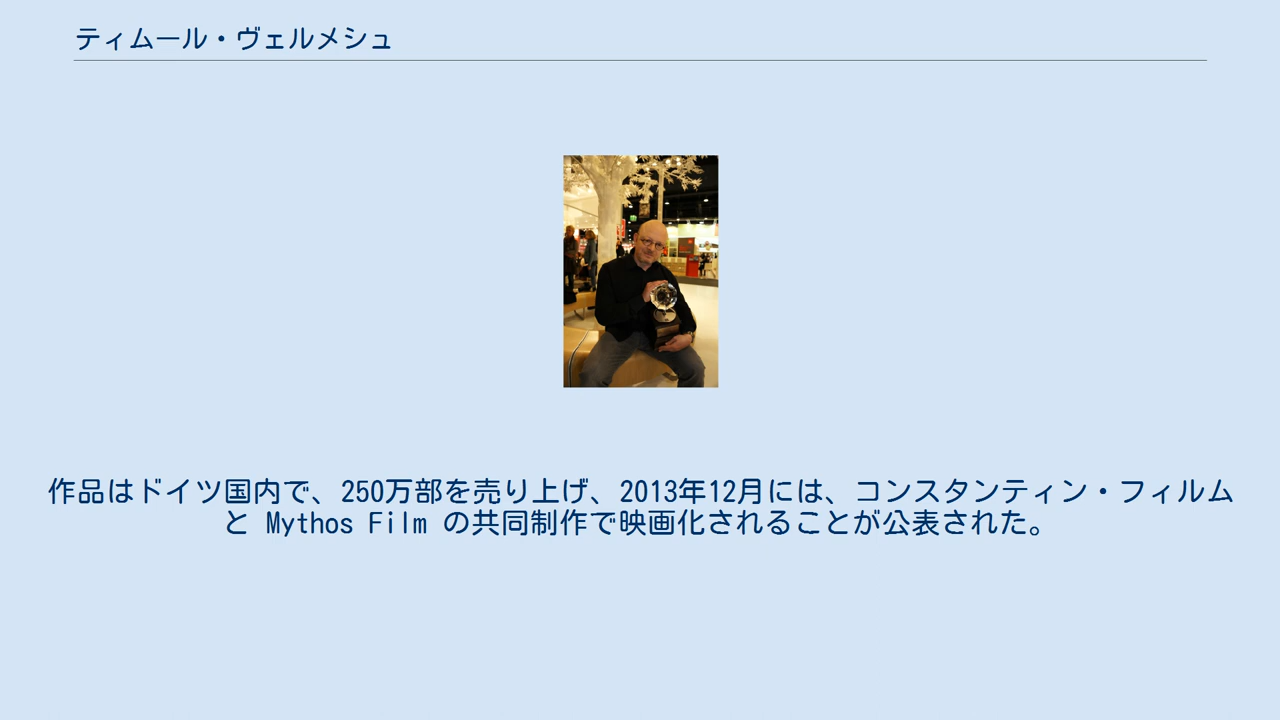 ティムール・ヴェルメシュ
作品はドイツ国内で、250万部を売り上げ、2013年12月には、コンスタンティン・フィルム
と Mythos Film の共同制作で映画化されることが公表された。